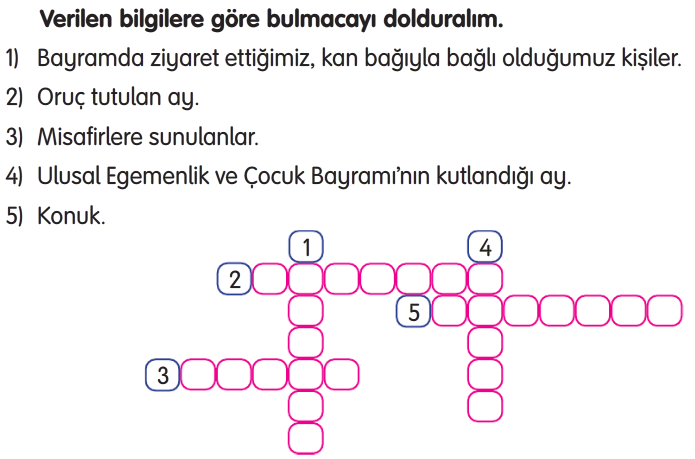 Verilen bilgilere göre bulmacayı dolduralım.
1) Bayramda ziyaret ettiğimiz, kan bağıyla bağlı olduğumuz kişiler.
2) Oruç tutulan ay.
3) Misafirlere sunulanlar.
4) Ulusal Egemenlik ve Çocuk Bayramı'nın kutlandığı ay.
5) Konuk.
1 4
2
5
3